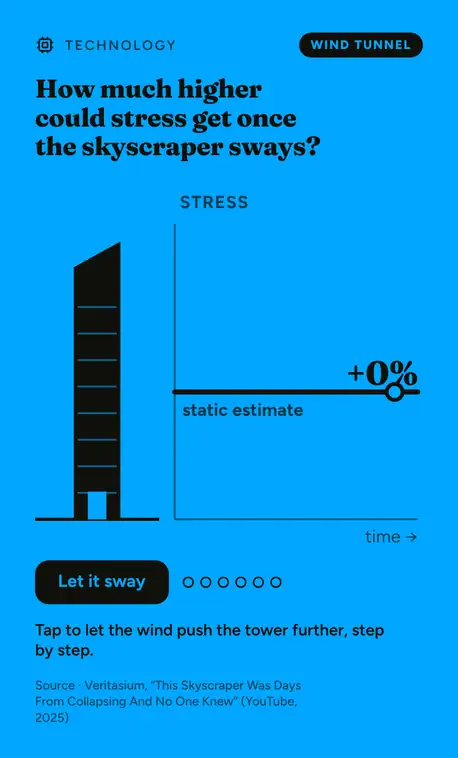 TECHNOLOGY
WIND TUNNEL
How much higher
could stress get once
the skyscraper sways?
STRESS
+0%
static estimate
time →
Let it sway
Tap to let the wind push the tower further, step
by step.
Source · Veritasium, “This Skyscraper Was Days
From Collapsing And No One Knew” (YouTube,
2025)